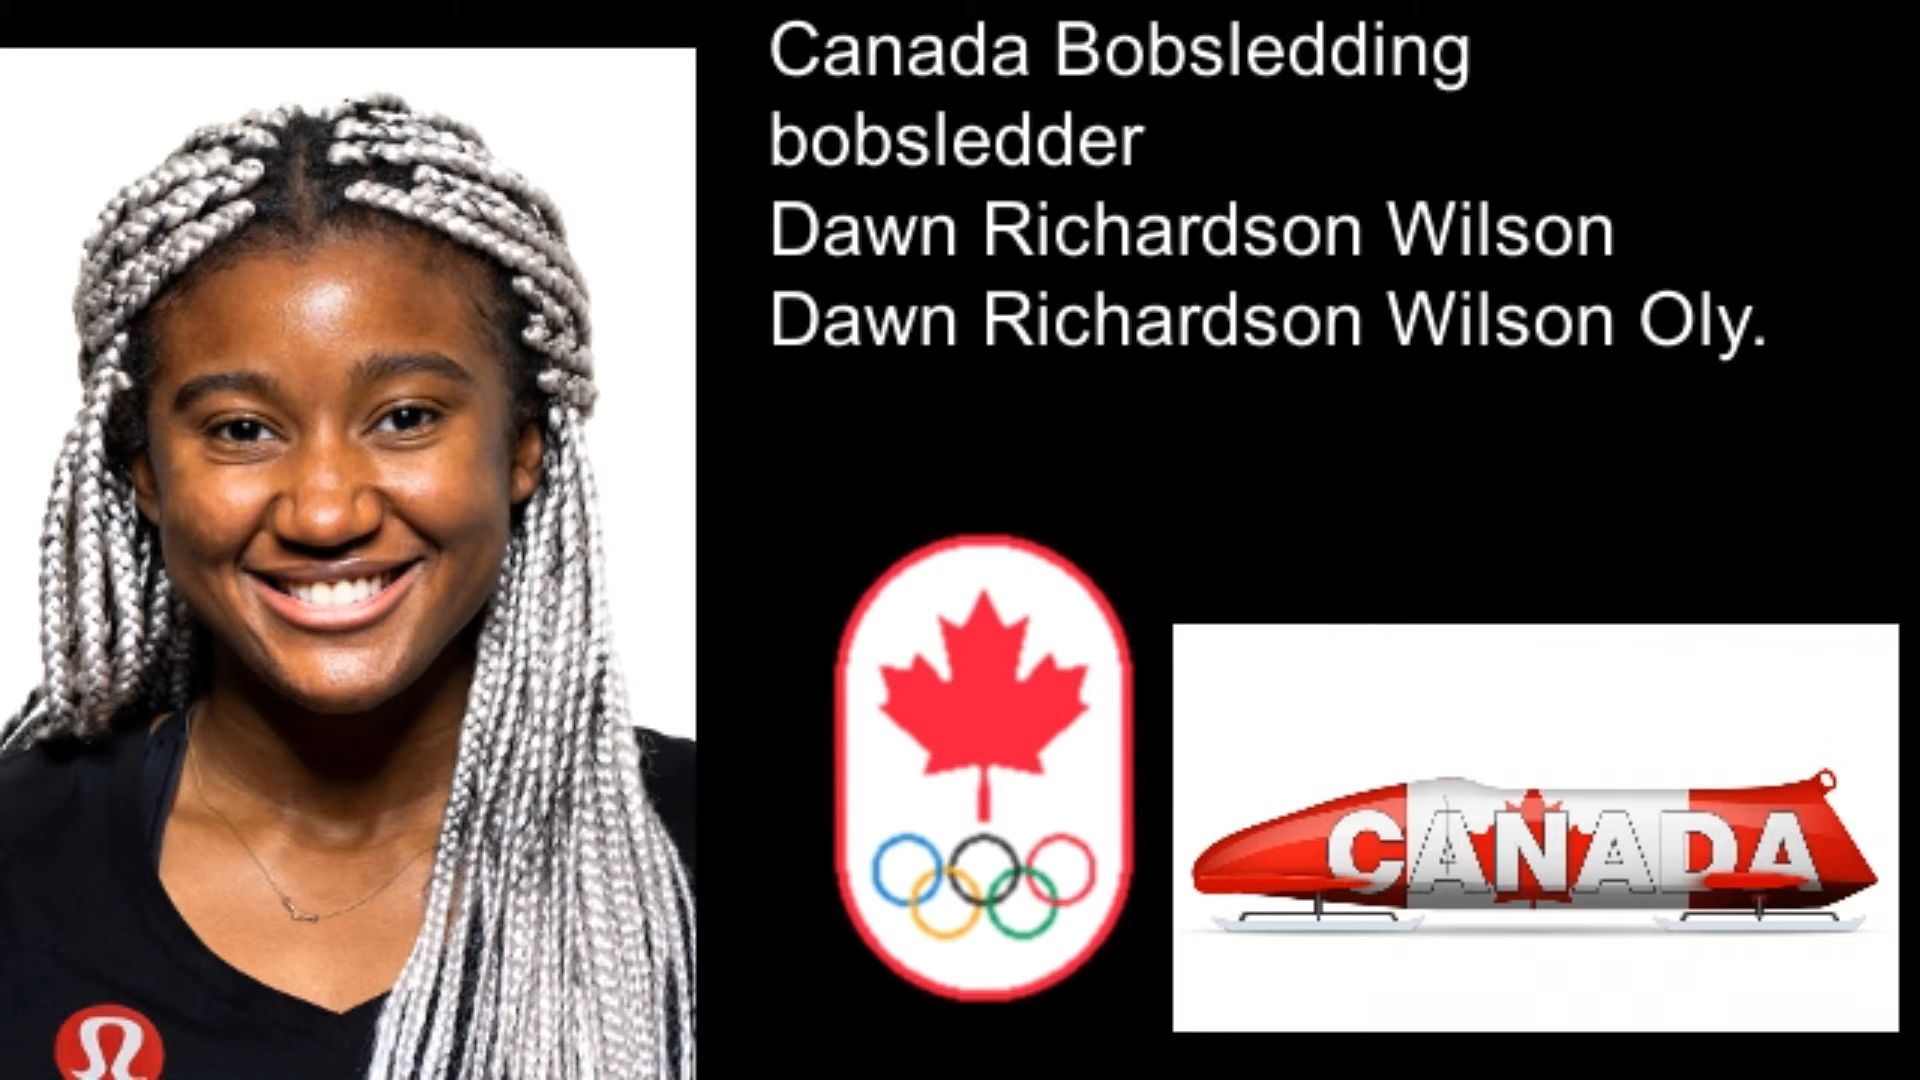 Canada Bobsledding
bobsledder
Dawn Richardson Wilson
Dawn Richardson Wilson Oly.
CANADA